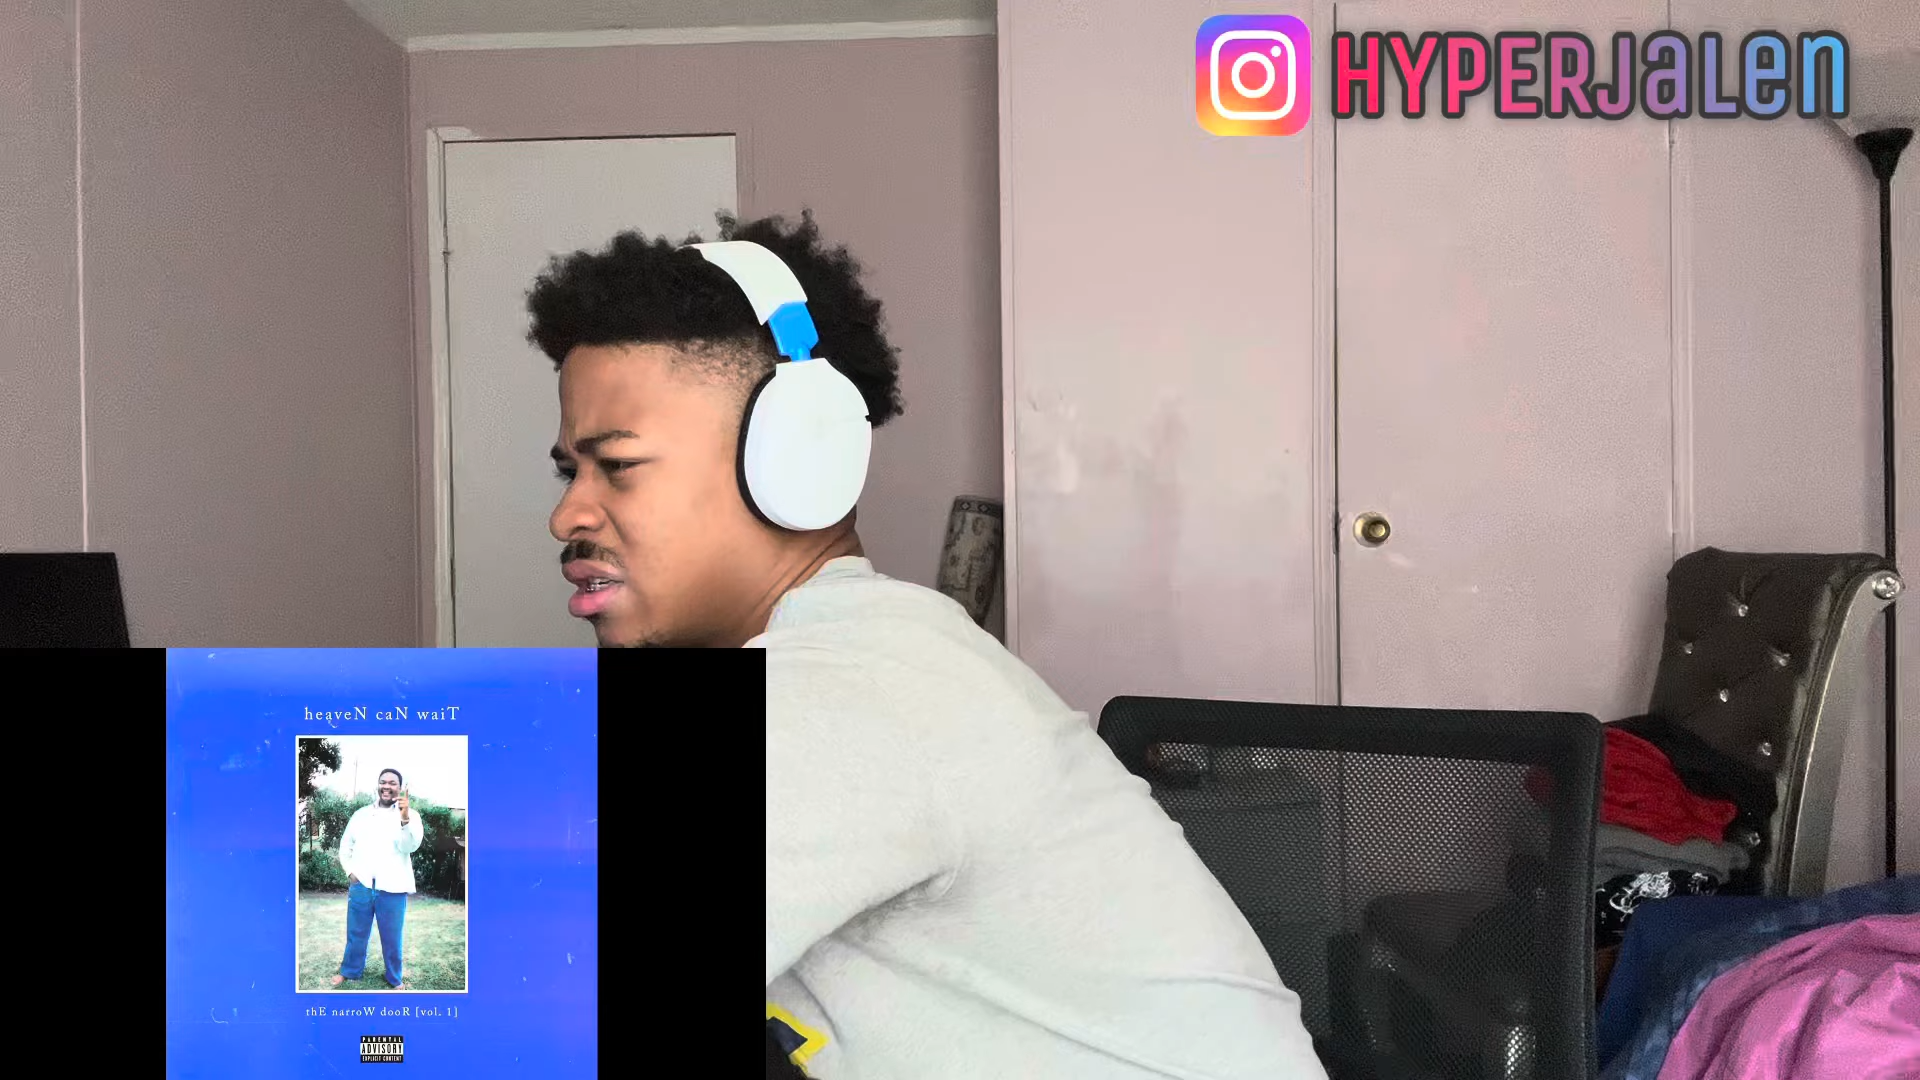 HYPERJaLen
heaveN caN waiT
thE narroW dooR [vol. 1]
PARENTAL
ADVISORY
EXPLICIT CONTENT